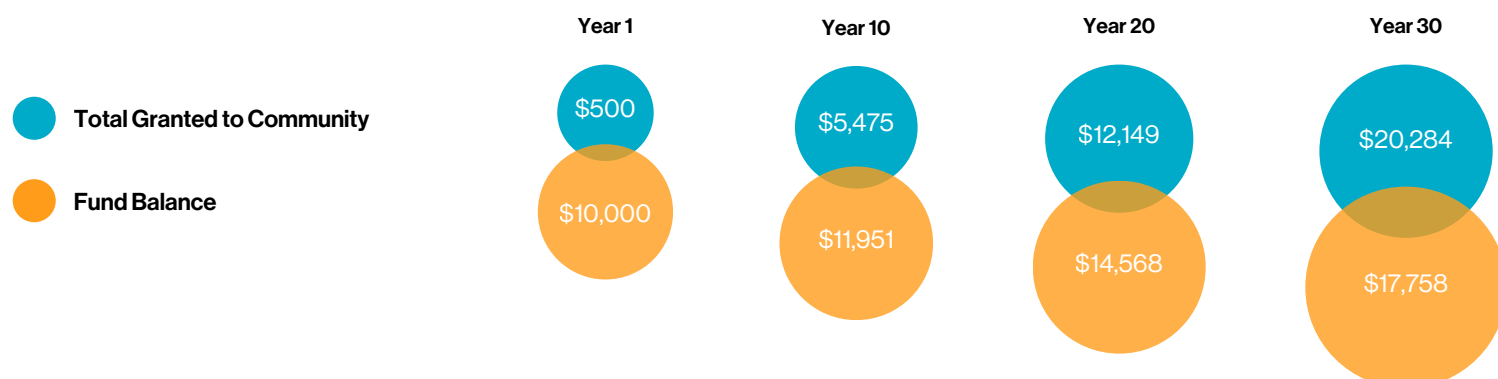 Year 1
Year 10
Year 20
Year 30
Total Granted to Community
$500
$5,475
$12,149
$20,284
Fund Balance
$10,000
$11,951
$14,568
$17,758